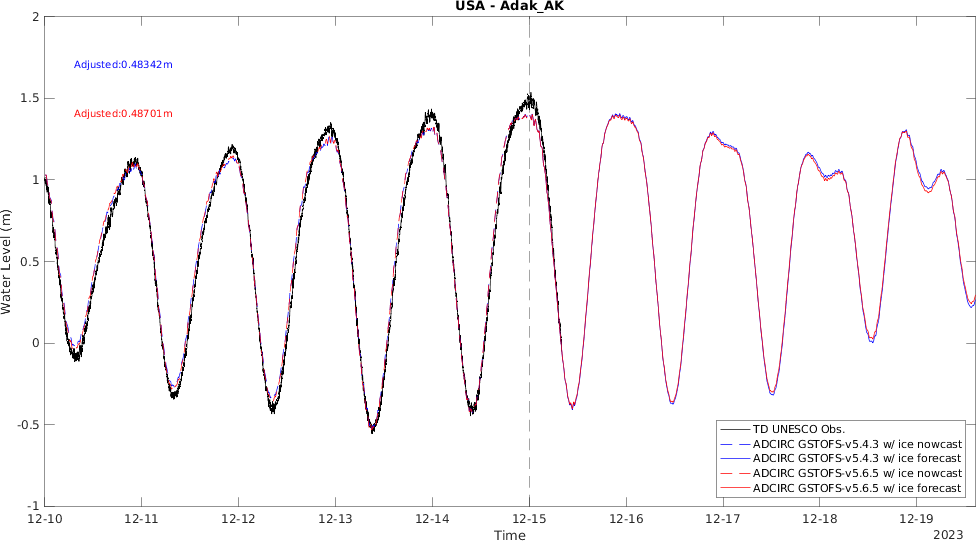 USA - Adak_AK
2
Adjusted:0.48342m
1.5
Adjusted:0.48701m
1
0.5
0
-0.5
-1
Water Level (m)
TD UNESCO Obs.
ADCIRC GSTOFS-v5.4.3 w/ ice nowcast
ADCIRC GSTOFS-v5.4.3 w/ ice forecast
ADCIRC GSTOFS-v5.6.5 w/ ice nowcast
ADCIRC GSTOFS-v5.6.5 w/ ice forecast
12-10 12-11 12-12 12-13 12-14 12-15 12-16 12-17 12-18 12-19
Time
2023